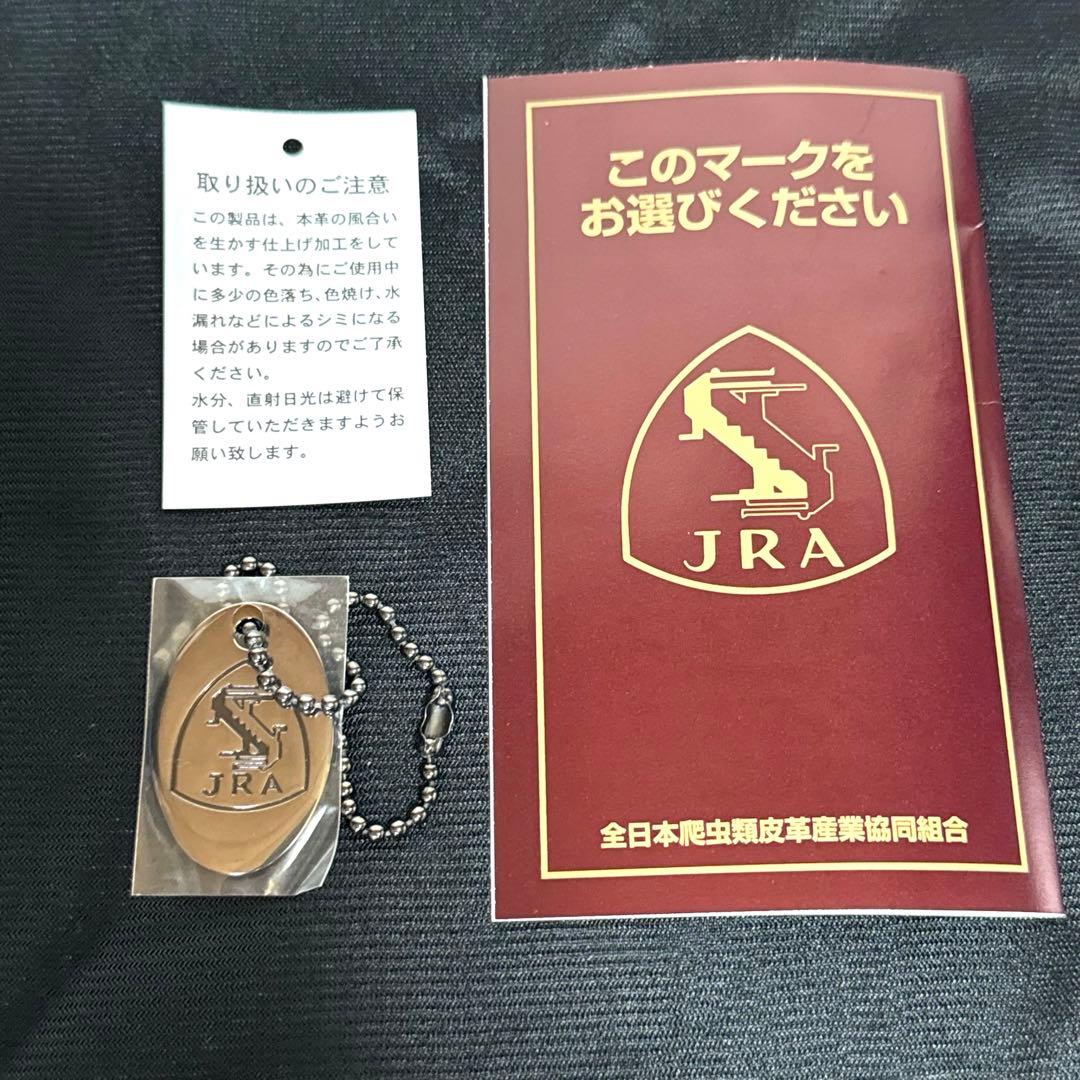 取り扱いのご注意
この製品は、本革の風合い
を生かす仕上げ加工をして
います。その為にご使用中
に多少の色落ち、色焼け、水
漏れなどによるシミになる
場合がありますのでご了承
ください。
水分、直射日光は避けて保
管していただきますようお
願い致します。
JRA
このマークを
お選びください
JRA
全日本爬虫類皮革産業協同組合